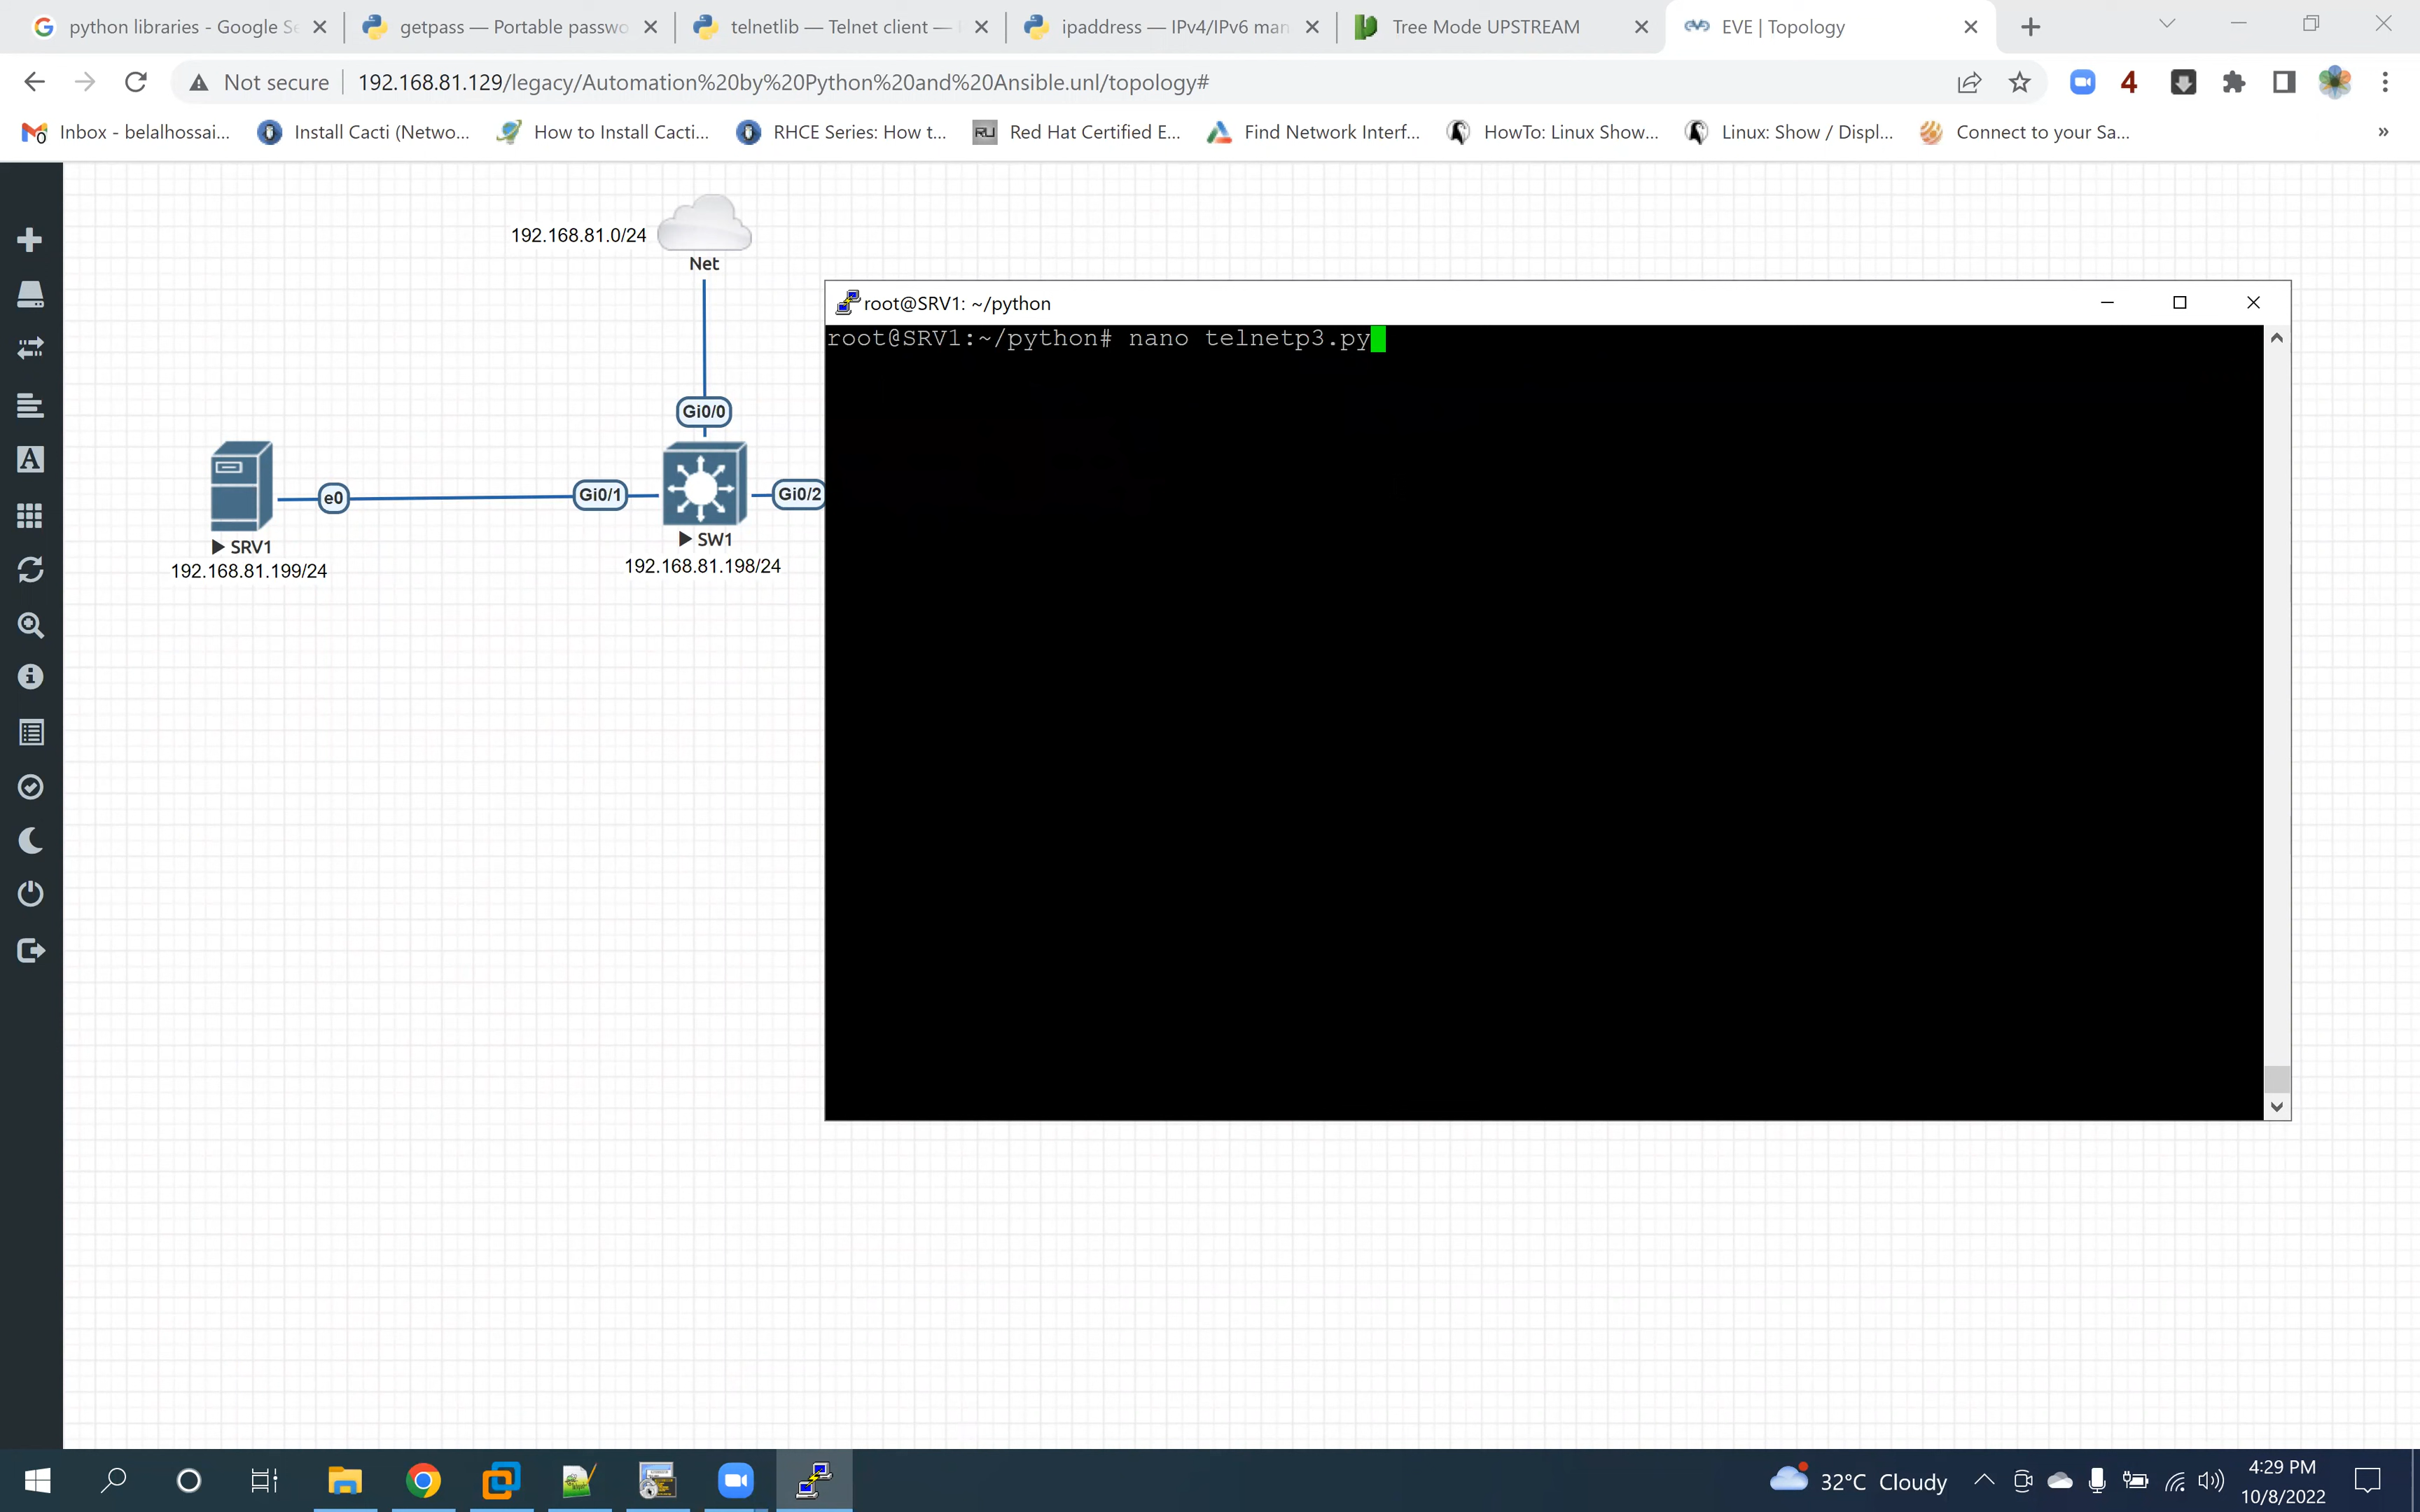 python libraries - Google Se
getpass — Portable passwo
telnetlib — Telnet client —
ipaddress — IPv4/IPv6 man
Tree Mode UPSTREAM
EVE | Topology
Not secure
192.168.81.129/legacy/Automation%20by%20Python%20and%20Ansible.unl/topology#
4
Inbox - belalhossai...
Install Cacti (Netwo...
How to Install Cacti...
RHCE Series: How t...
RU
Red Hat Certified E...
Find Network Interf...
HowTo: Linux Show...
Linux: Show / Displ...
Connect to your Sa...
»
192.168.81.0/24
Net
root@SRV1: ~/python
root@SRV1:~/python# nano telnetp3.py
Gi0/0
e0
Gi0/1
Gi0/2
SRV1
192.168.81.199/24
SW1
192.168.81.198/24
32°C Cloudy
4:29 PM
10/8/2022